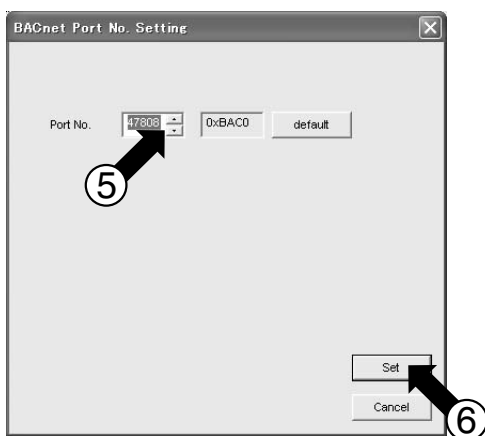 BACnet Port No. Setting
Port No. 47808 0xBAC0 default
5
Set
Cancel
6